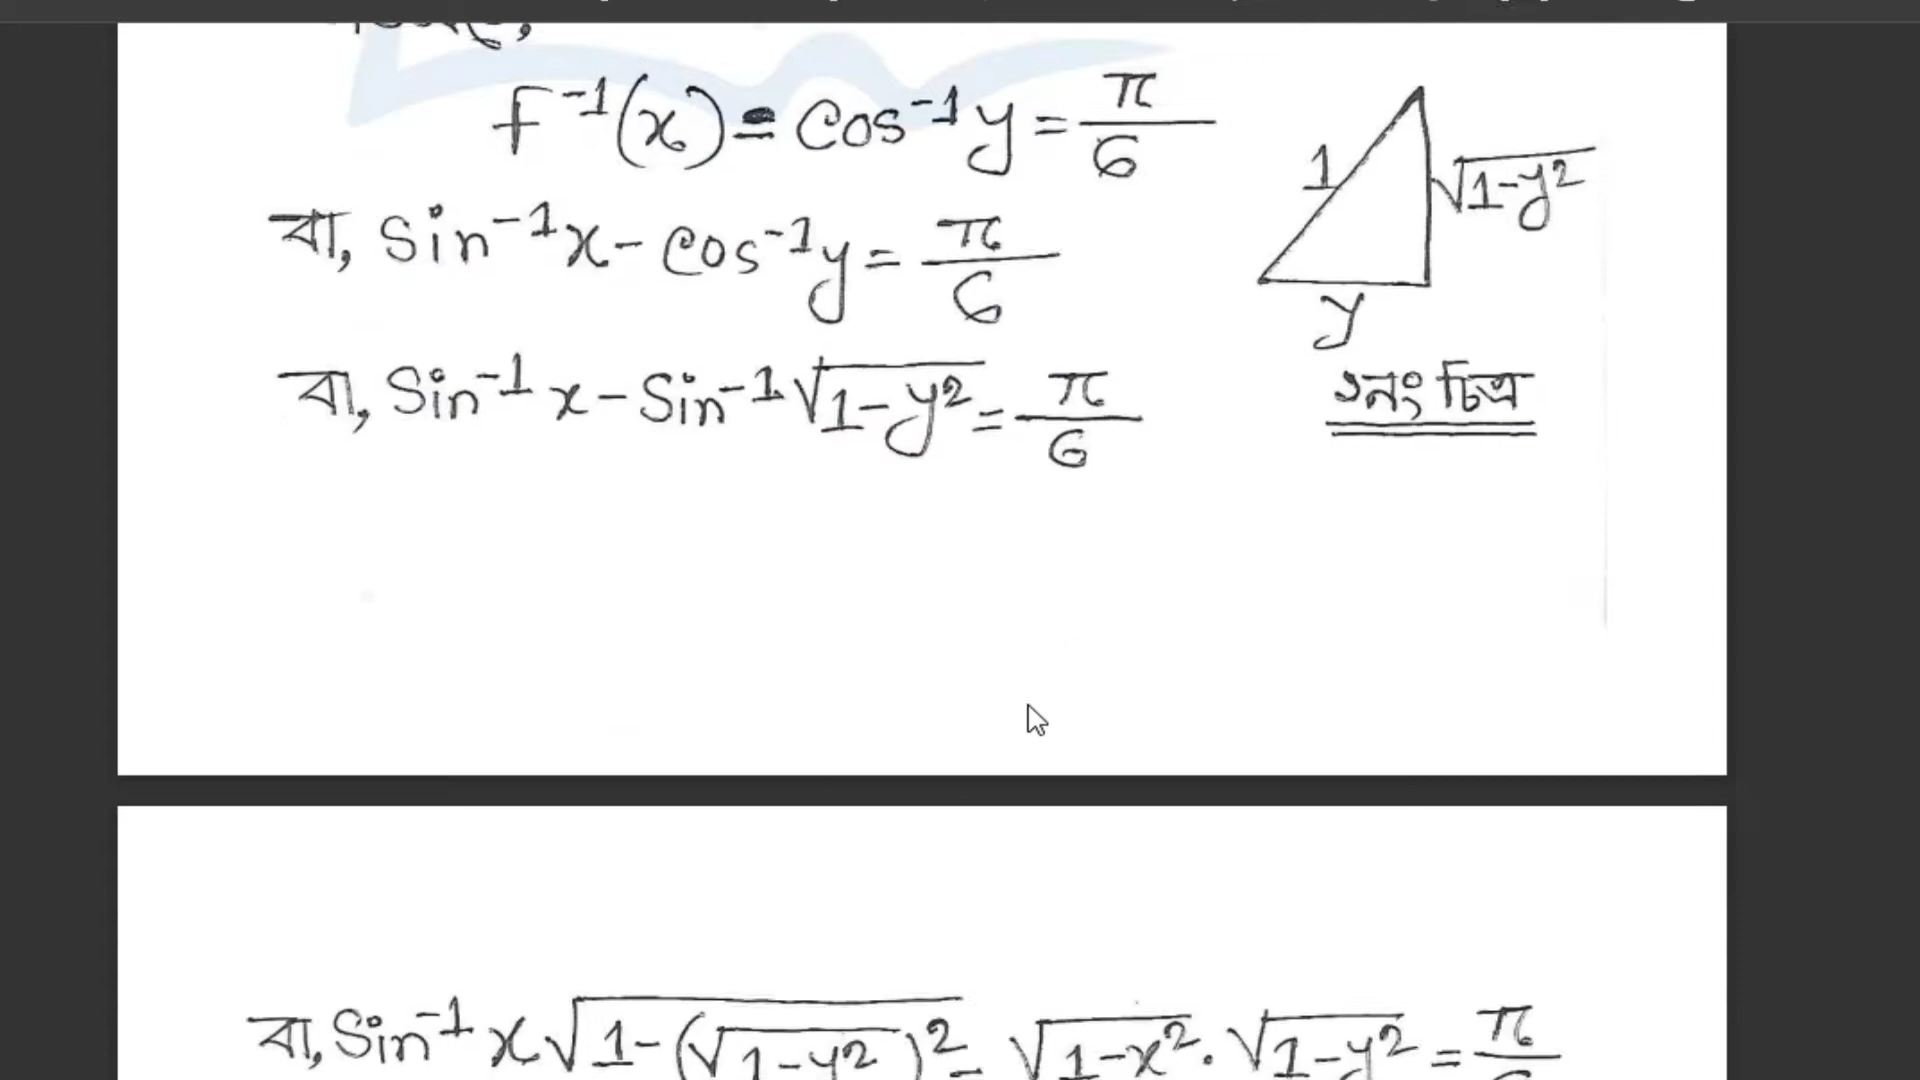 F⁻¹(x) = cos⁻¹y = π/6
বা, sin⁻¹x - cos⁻¹y = π/6
বা, Sin⁻¹x - Sin⁻¹√(1-y²) = π/6
1
√(1-y²)
y
১নং চিত্র
বা, Sin⁻¹ x√(1-(√(1-y²))²) - √(1-x²) . √(1-y²) = π/6